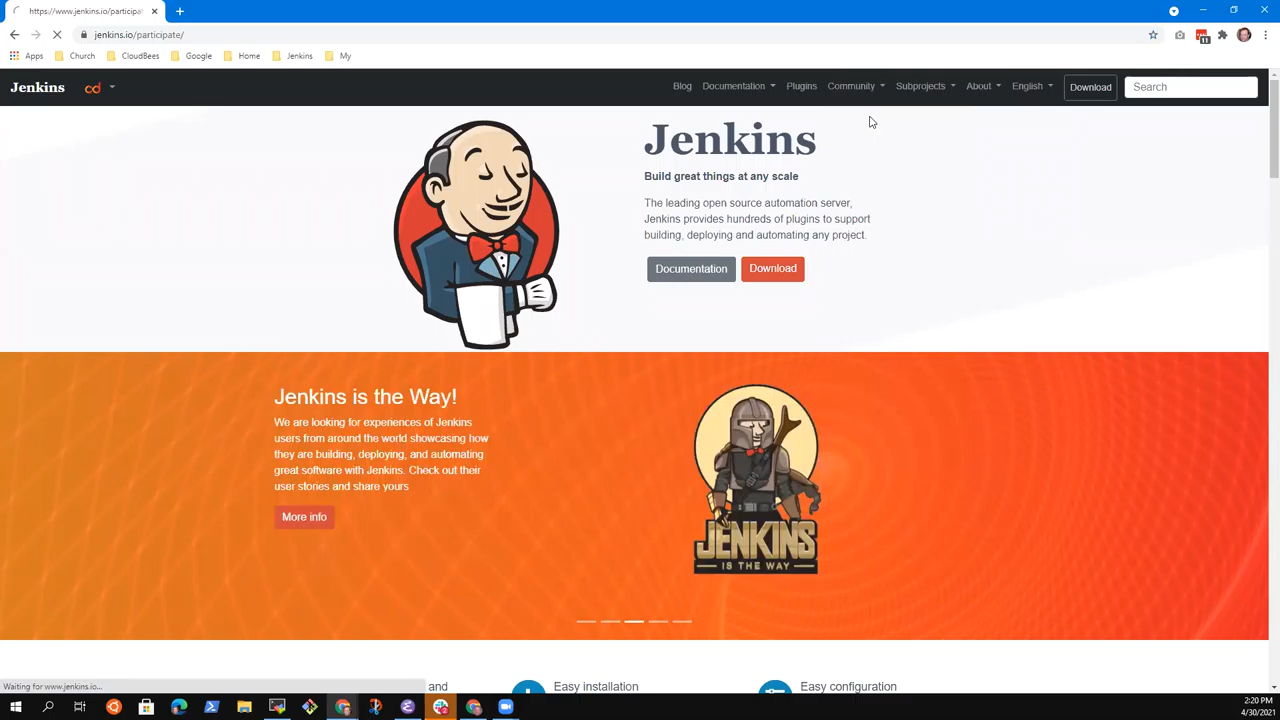 https://www.jenkins.io/participa
jenkins.io/participate/
11
Apps
Church
CloudBees
Google
Home
Jenkins
My
Jenkins
cd
Blog
Documentation
Plugins
Community
Subprojects
About
English
Download
Search
Jenkins
Build great things at any scale
The leading open source automation server,
Jenkins provides hundreds of plugins to support
building, deploying and automating any project.
Documentation
Download
Jenkins is the Way!
We are looking for experiences of Jenkins
users from around the world showcasing how
they are building, deploying, and automating
great software with Jenkins. Check out their
user stories and share yours
More info
JENKINS
IS THE WAY
and
Easy installation
Easy configuration
Waiting for www.jenkins.io...
2:20 PM
4/30/2021